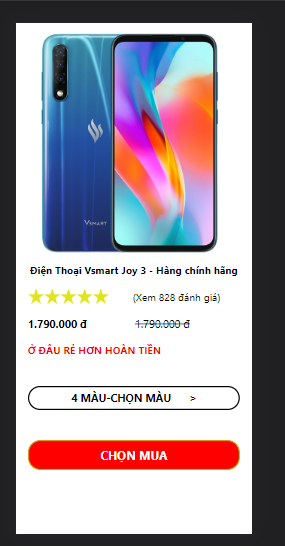 VSMART
Điện Thoại Vsmart Joy 3 - Hàng chính hãng
(Xem 828 đánh giá)
1.790.000 đ 1.790.000 đ
Ở ĐÂU RẺ HƠN HOÀN TIỀN
4 MÀU-CHỌN MÀU >
CHỌN MUA